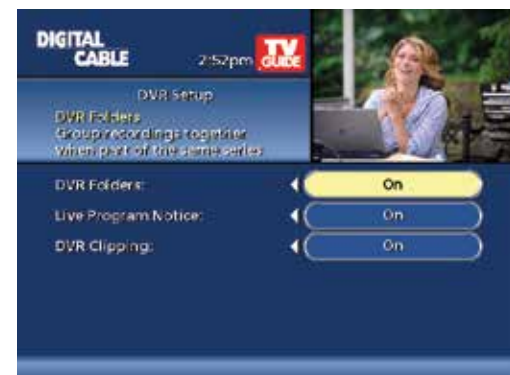 DIGITAL
CABLE
2:52pm
TV
GUIDE
DVR Setup
DVR Folders
Group recordings together
when part of the same series
DVR Folders: On
Live Program Notice: On
DVR Clipping: On